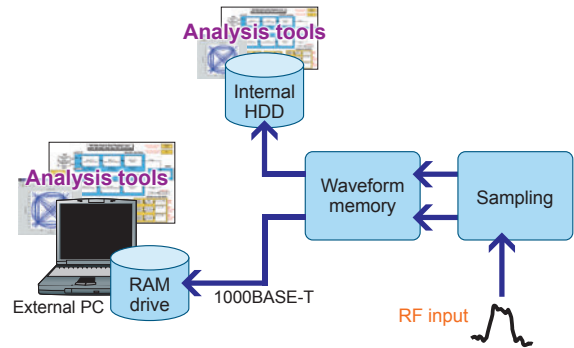 Analysis tools
Internal
HDD
Analysis tools
Waveform
memory
Sampling
RAM
drive
External PC
1000BASE-T
RF input